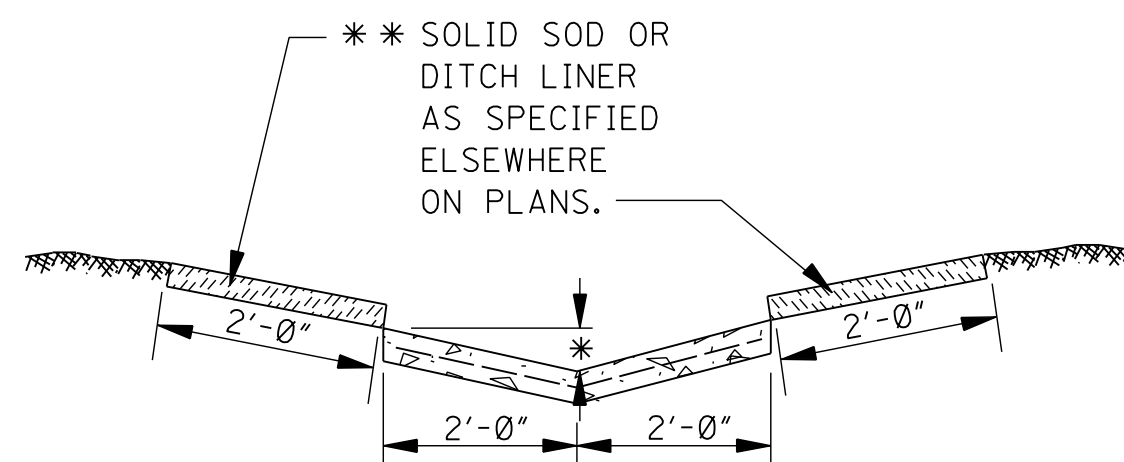 ** SOLID SOD OR
DITCH LINER
AS SPECIFIED
ELSEWHERE
ON PLANS.
2'-0"
2'-0"
*
2'-0"
2'-0"